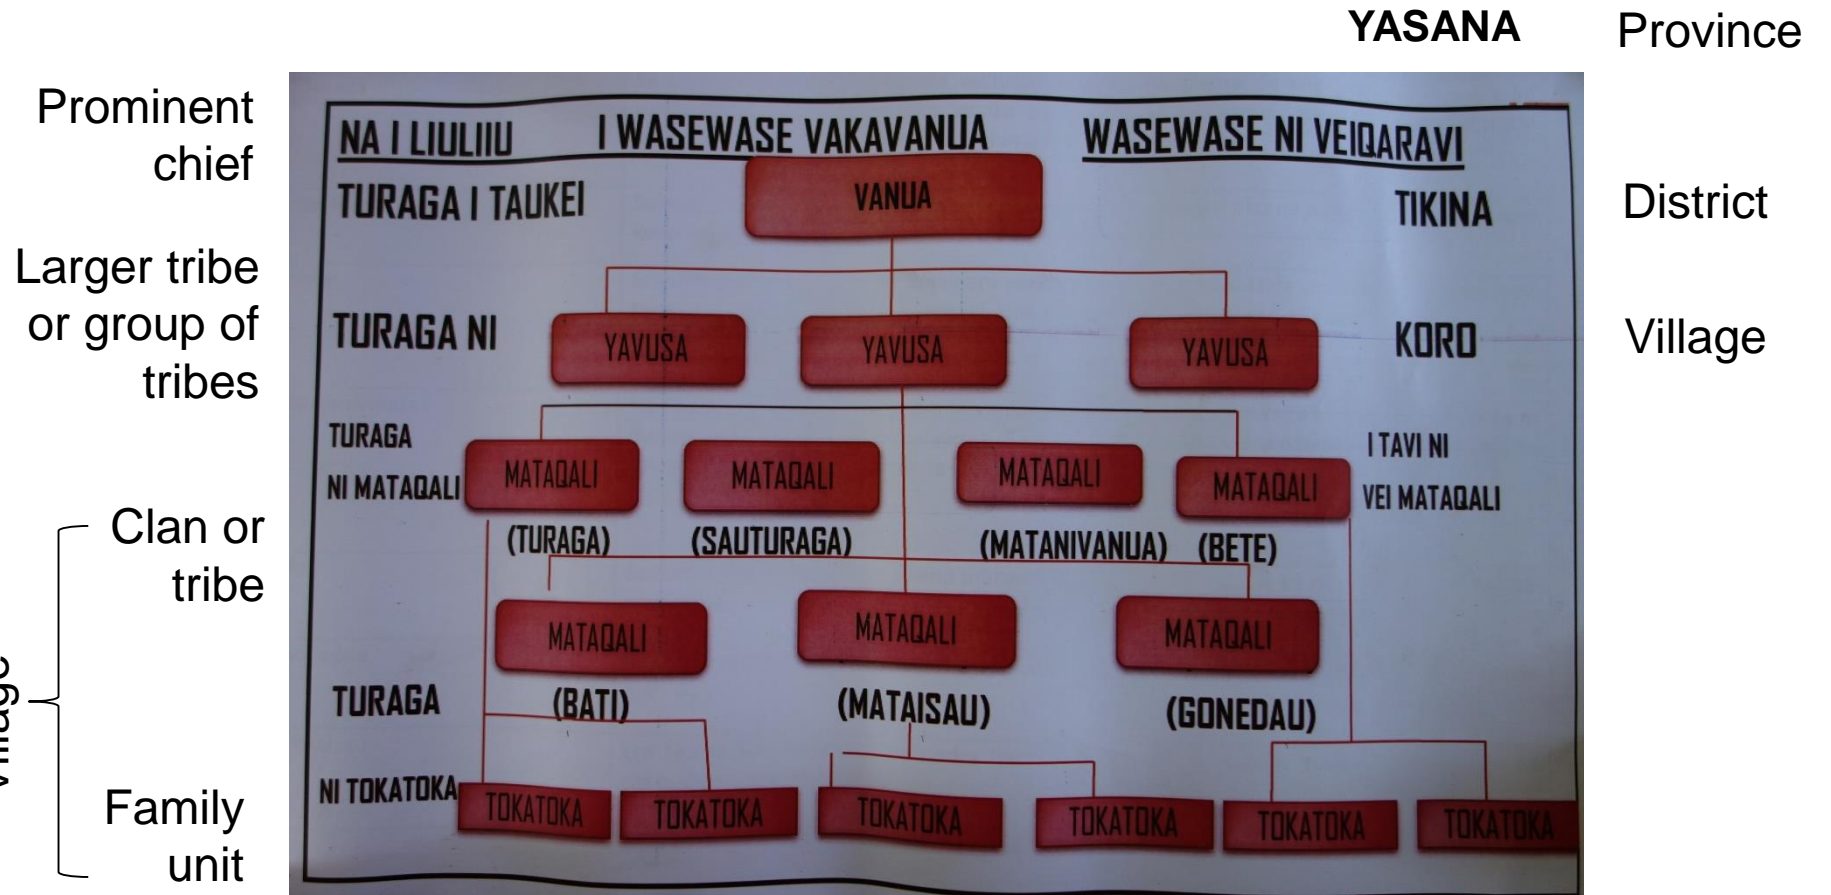 YASANA Province
Prominent
chief
NA I LIULIIU I WASEWASE VAKAVANUA WASEWASE NI VEIQARAVI
TURAGA I TAUKEI VANUA TIKINA District
Larger tribe
or group of
tribes
TURAGA NI YAVUSA YAVUSA YAVUSA KORO Village
TURAGA I TAVI NI
NI MATAQALI MATAQALI MATAQALI MATAQALI MATAQALI VEI MATAQALI
(TURAGA) (SAUTURAGA) (MATANIVANUA) (BETE)
Clan or
tribe
MATAQALI MATAQALI MATAQALI
TURAGA (BATI) (MATAISAU) (GONEDAU)
Village
NI TOKATOKA TOKATOKA TOKATOKA TOKATOKA TOKATOKA TOKATOKA TOKATOKA
Family
unit